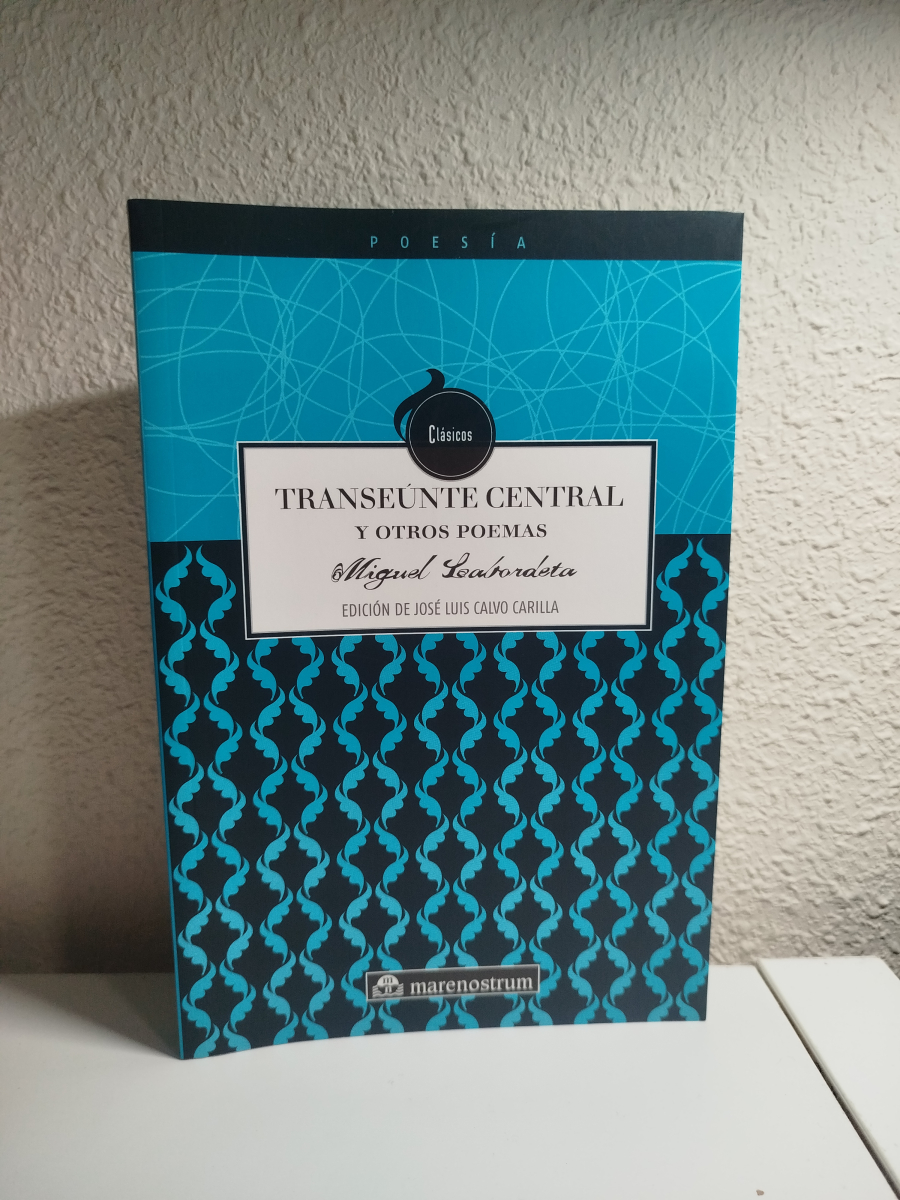 POESÍA
Clásicos
TRANSEÚNTE CENTRAL
Y OTROS POEMAS
Miguel Labordeta
EDICIÓN DE JOSÉ LUIS CALVO CARILLA
marenostrum